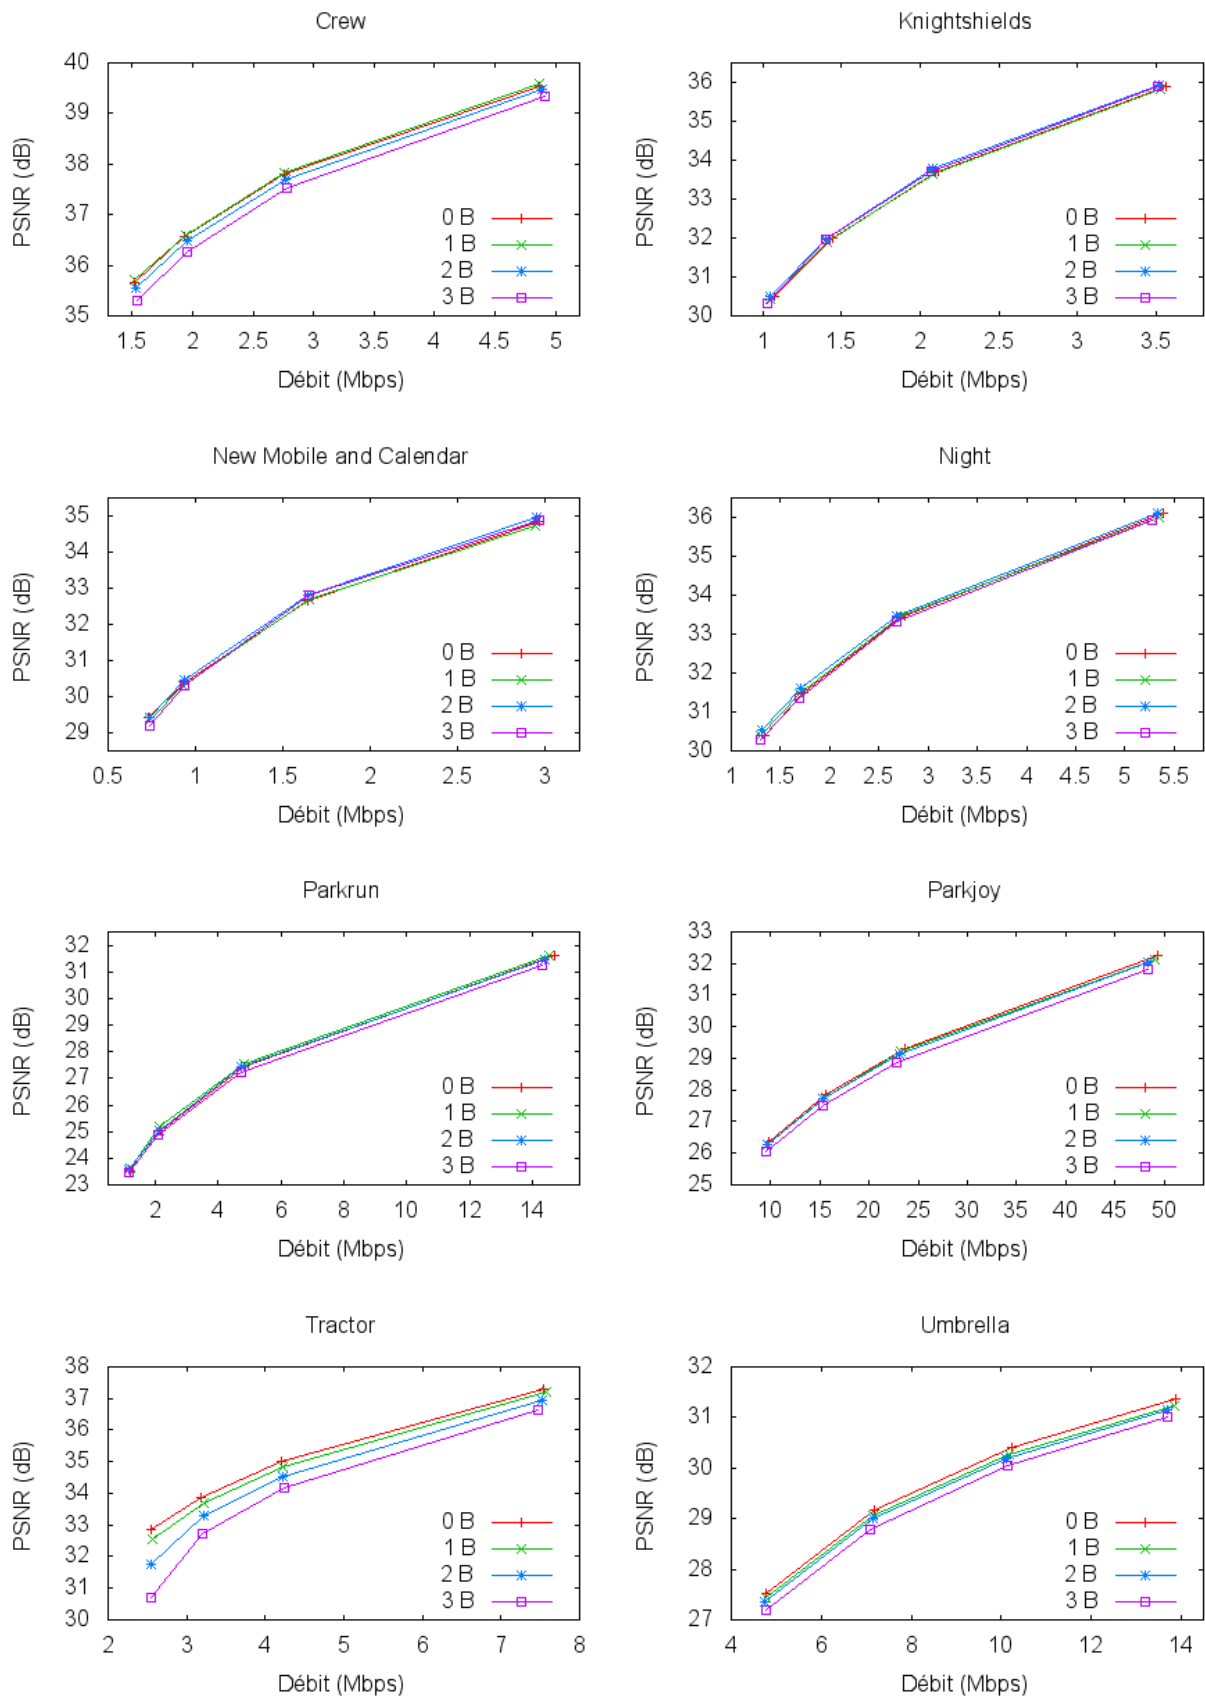 Crew
40
39
38
37
36
35
PSNR (dB)
0 B
1 B
2 B
3 B
1.5 2 2.5 3 3.5 4 4.5 5
Débit (Mbps)
Knightshields
36
35
34
33
32
31
30
PSNR (dB)
0 B
1 B
2 B
3 B
1 1.5 2 2.5 3 3.5
Débit (Mbps)
New Mobile and Calendar
35
34
33
32
31
30
29
PSNR (dB)
0 B
1 B
2 B
3 B
0.5 1 1.5 2 2.5 3
Débit (Mbps)
Night
36
35
34
33
32
31
30
PSNR (dB)
0 B
1 B
2 B
3 B
1 1.5 2 2.5 3 3.5 4 4.5 5 5.5
Débit (Mbps)
Parkrun
32
31
30
29
28
27
26
25
24
23
PSNR (dB)
0 B
1 B
2 B
3 B
2 4 6 8 10 12 14
Débit (Mbps)
Parkjoy
33
32
31
30
29
28
27
26
25
PSNR (dB)
0 B
1 B
2 B
3 B
10 15 20 25 30 35 40 45 50
Débit (Mbps)
Tractor
38
37
36
35
34
33
32
31
30
PSNR (dB)
0 B
1 B
2 B
3 B
2 3 4 5 6 7 8
Débit (Mbps)
Umbrella
32
31
30
29
28
27
PSNR (dB)
0 B
1 B
2 B
3 B
4 6 8 10 12 14
Débit (Mbps)